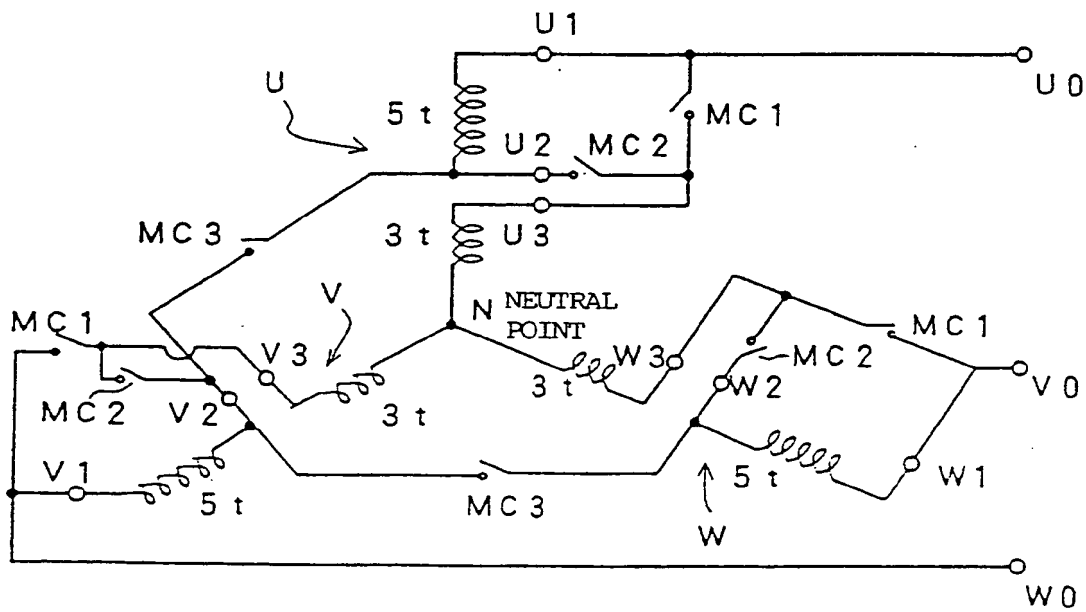 U1
U0
U
5 t
MC1
U2
MC2
MC3
3 t
U3
V
N
NEUTRAL
POINT
MC1
V3
W3
MC1
MC2
MC2
V2
3 t
3 t
W2
V0
V1
5 t
MC3
5 t
W1
W
W0